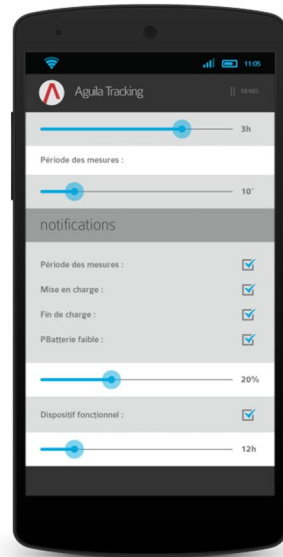 11:05
Aguila Tracking
DEMO
3h
Période des mesures :
10'
notifications
Période des mesures :
Mise en charge :
Fin de charge :
PBatterie faible :
20%
Dispositif fonctionnel :
12h